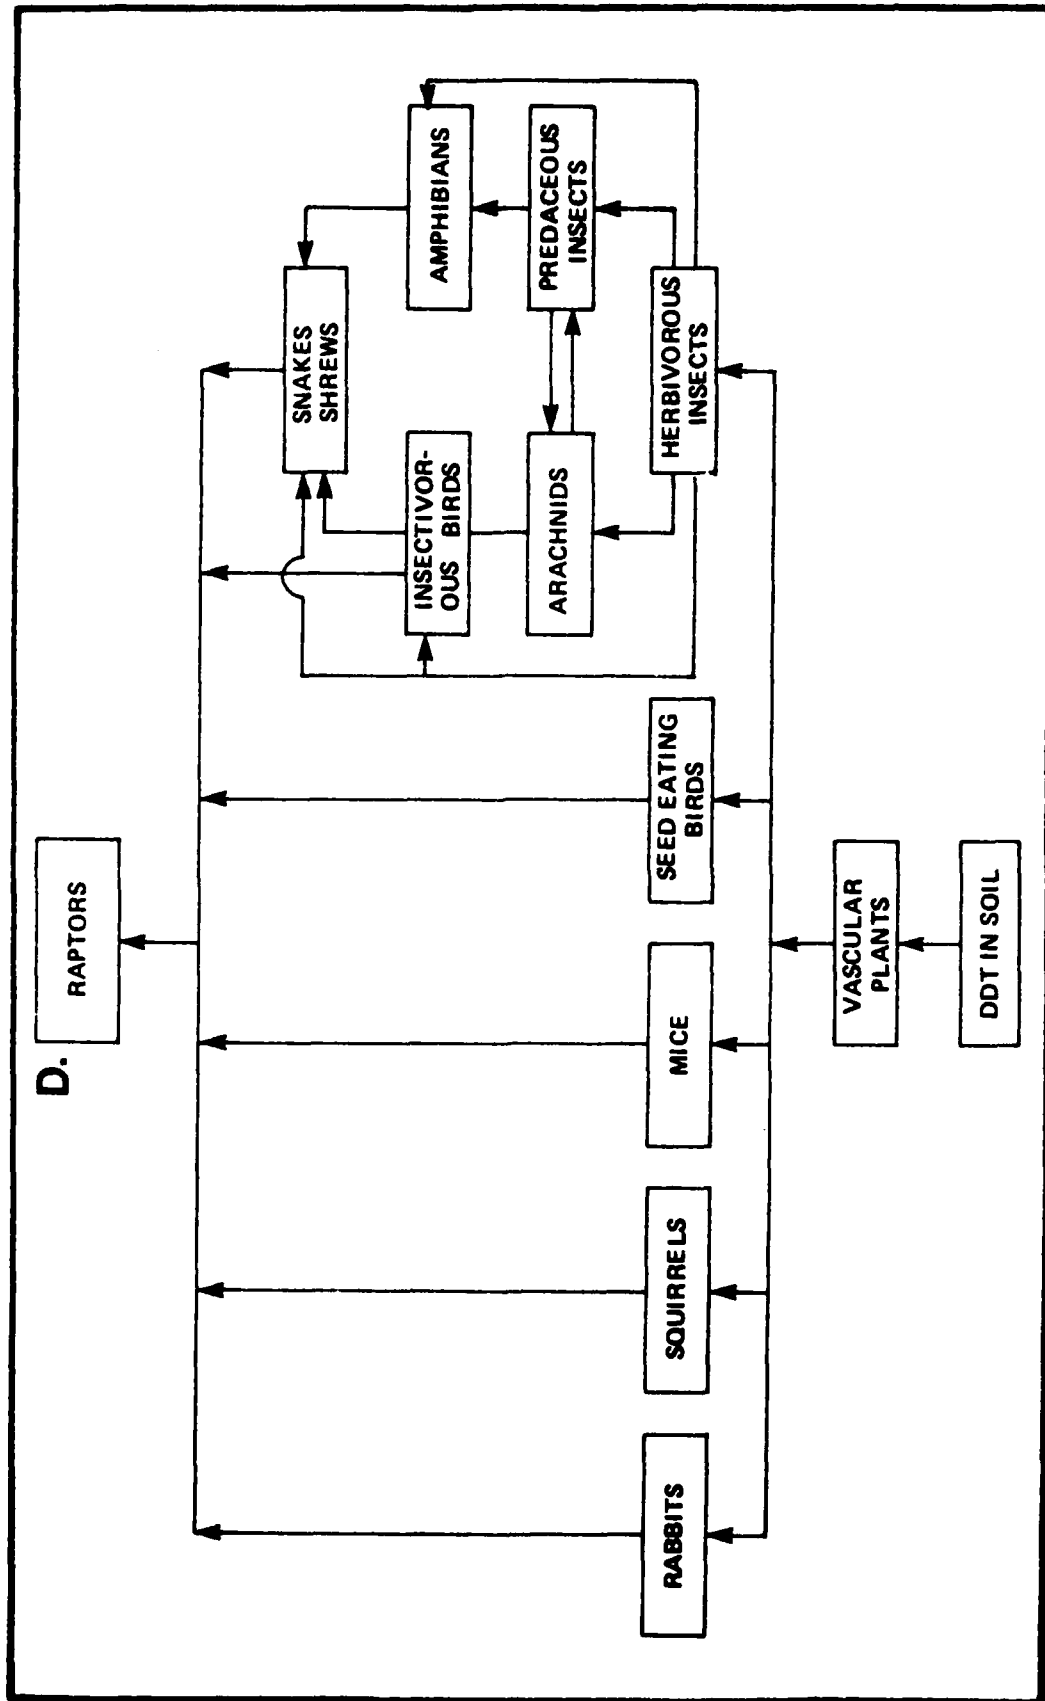 D.
RAPTORS
SNAKES
SHREWS
INSECTIVOR-
OUS BIRDS
AMPHIBIANS
ARACHNIDS
PREDACEOUS
INSECTS
RABBITS
SQUIRRELS
MICE
SEED EATING
BIRDS
HERBIVOROUS
INSECTS
VASCULAR
PLANTS
DDT IN SOIL